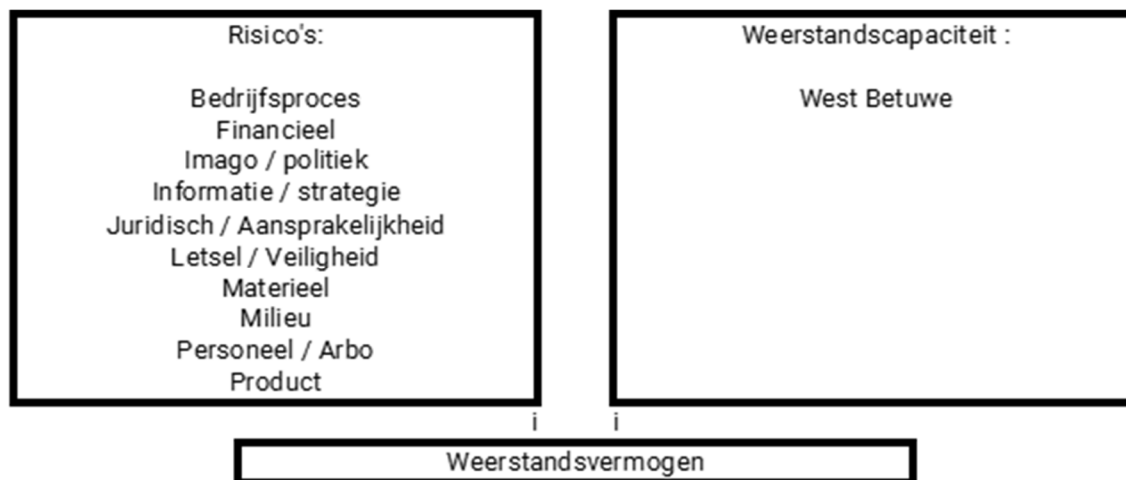 Risico's:
Bedrijfsproces
Financieel
Imago / politiek
Informatie / strategie
Juridisch / Aansprakelijkheid
Letsel / Veiligheid
Materieel
Milieu
Personeel / Arbo
Product
Weerstandscapaciteit :
West Betuwe
i i
Weerstandsvermogen